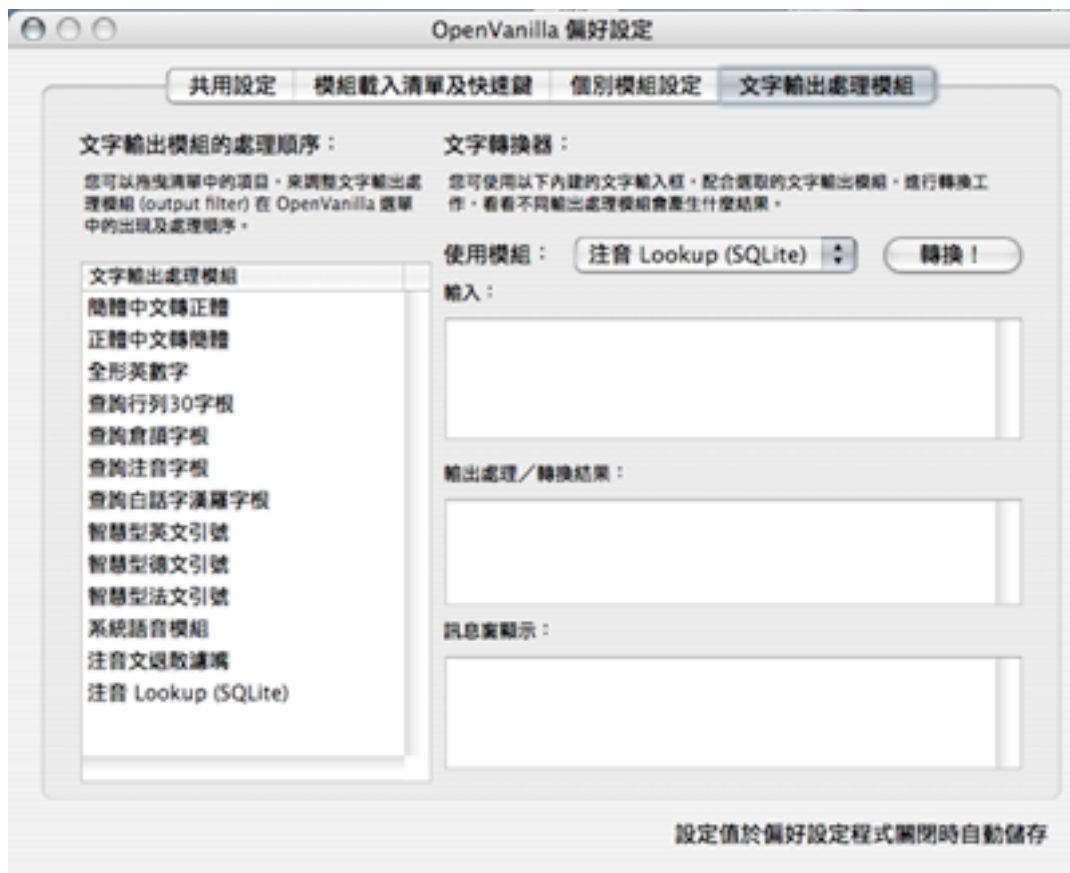 OpenVanilla 偏好設定
共用設定
模組載入清單及快速鍵
個別模組設定
文字輸出處理模組
文字輸出模組的處理順序：
您可以拖曳清單中的項目，來調整文字輸出處
理模組 (output filter) 在 OpenVanilla 選單
中的出現及處理順序。
文字輸出處理模組
簡體中文轉正體
正體中文轉簡體
全形英數字
查詢行列30字根
查詢倉頡字根
查詢注音字根
查詢白話字漢羅字根
智慧型英文引號
智慧型德文引號
智慧型法文引號
系統語音模組
注音文退散濾嘴
注音 Lookup (SQLite)
文字轉換器：
您可使用以下內建的文字輸入框，配合選取的文字輸出模組，進行轉換工
作，看看不同輸出處理模組會產生什麼結果。
使用模組：
注音 Lookup (SQLite)
轉換！
輸入：
輸出處理／轉換結果：
訊息窗顯示：
設定值於偏好設定程式關閉時自動儲存